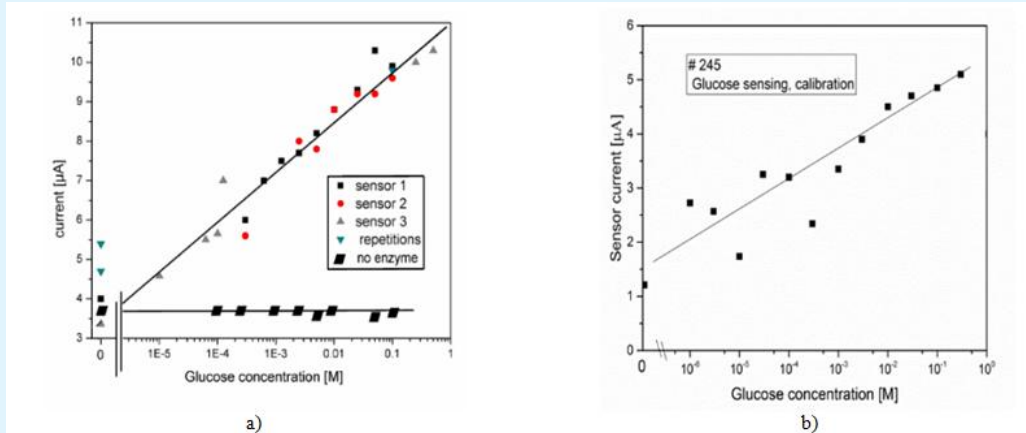 11
10
9
8
7
6
5
4
3
current [µA]
sensor 1
sensor 2
sensor 3
repetitions
no enzyme
0 1E-5 1E-4 1E-3 0.01 0.1 1
Glucose concentration [M]
a)
6
5
4
3
2
1
0
Sensor current [µA]
# 245
Glucose sensing, calibration
0 10⁻⁶ 10⁻⁵ 10⁻⁴ 10⁻³ 10⁻² 10⁻¹ 10⁰
Glucose concentration [M]
b)